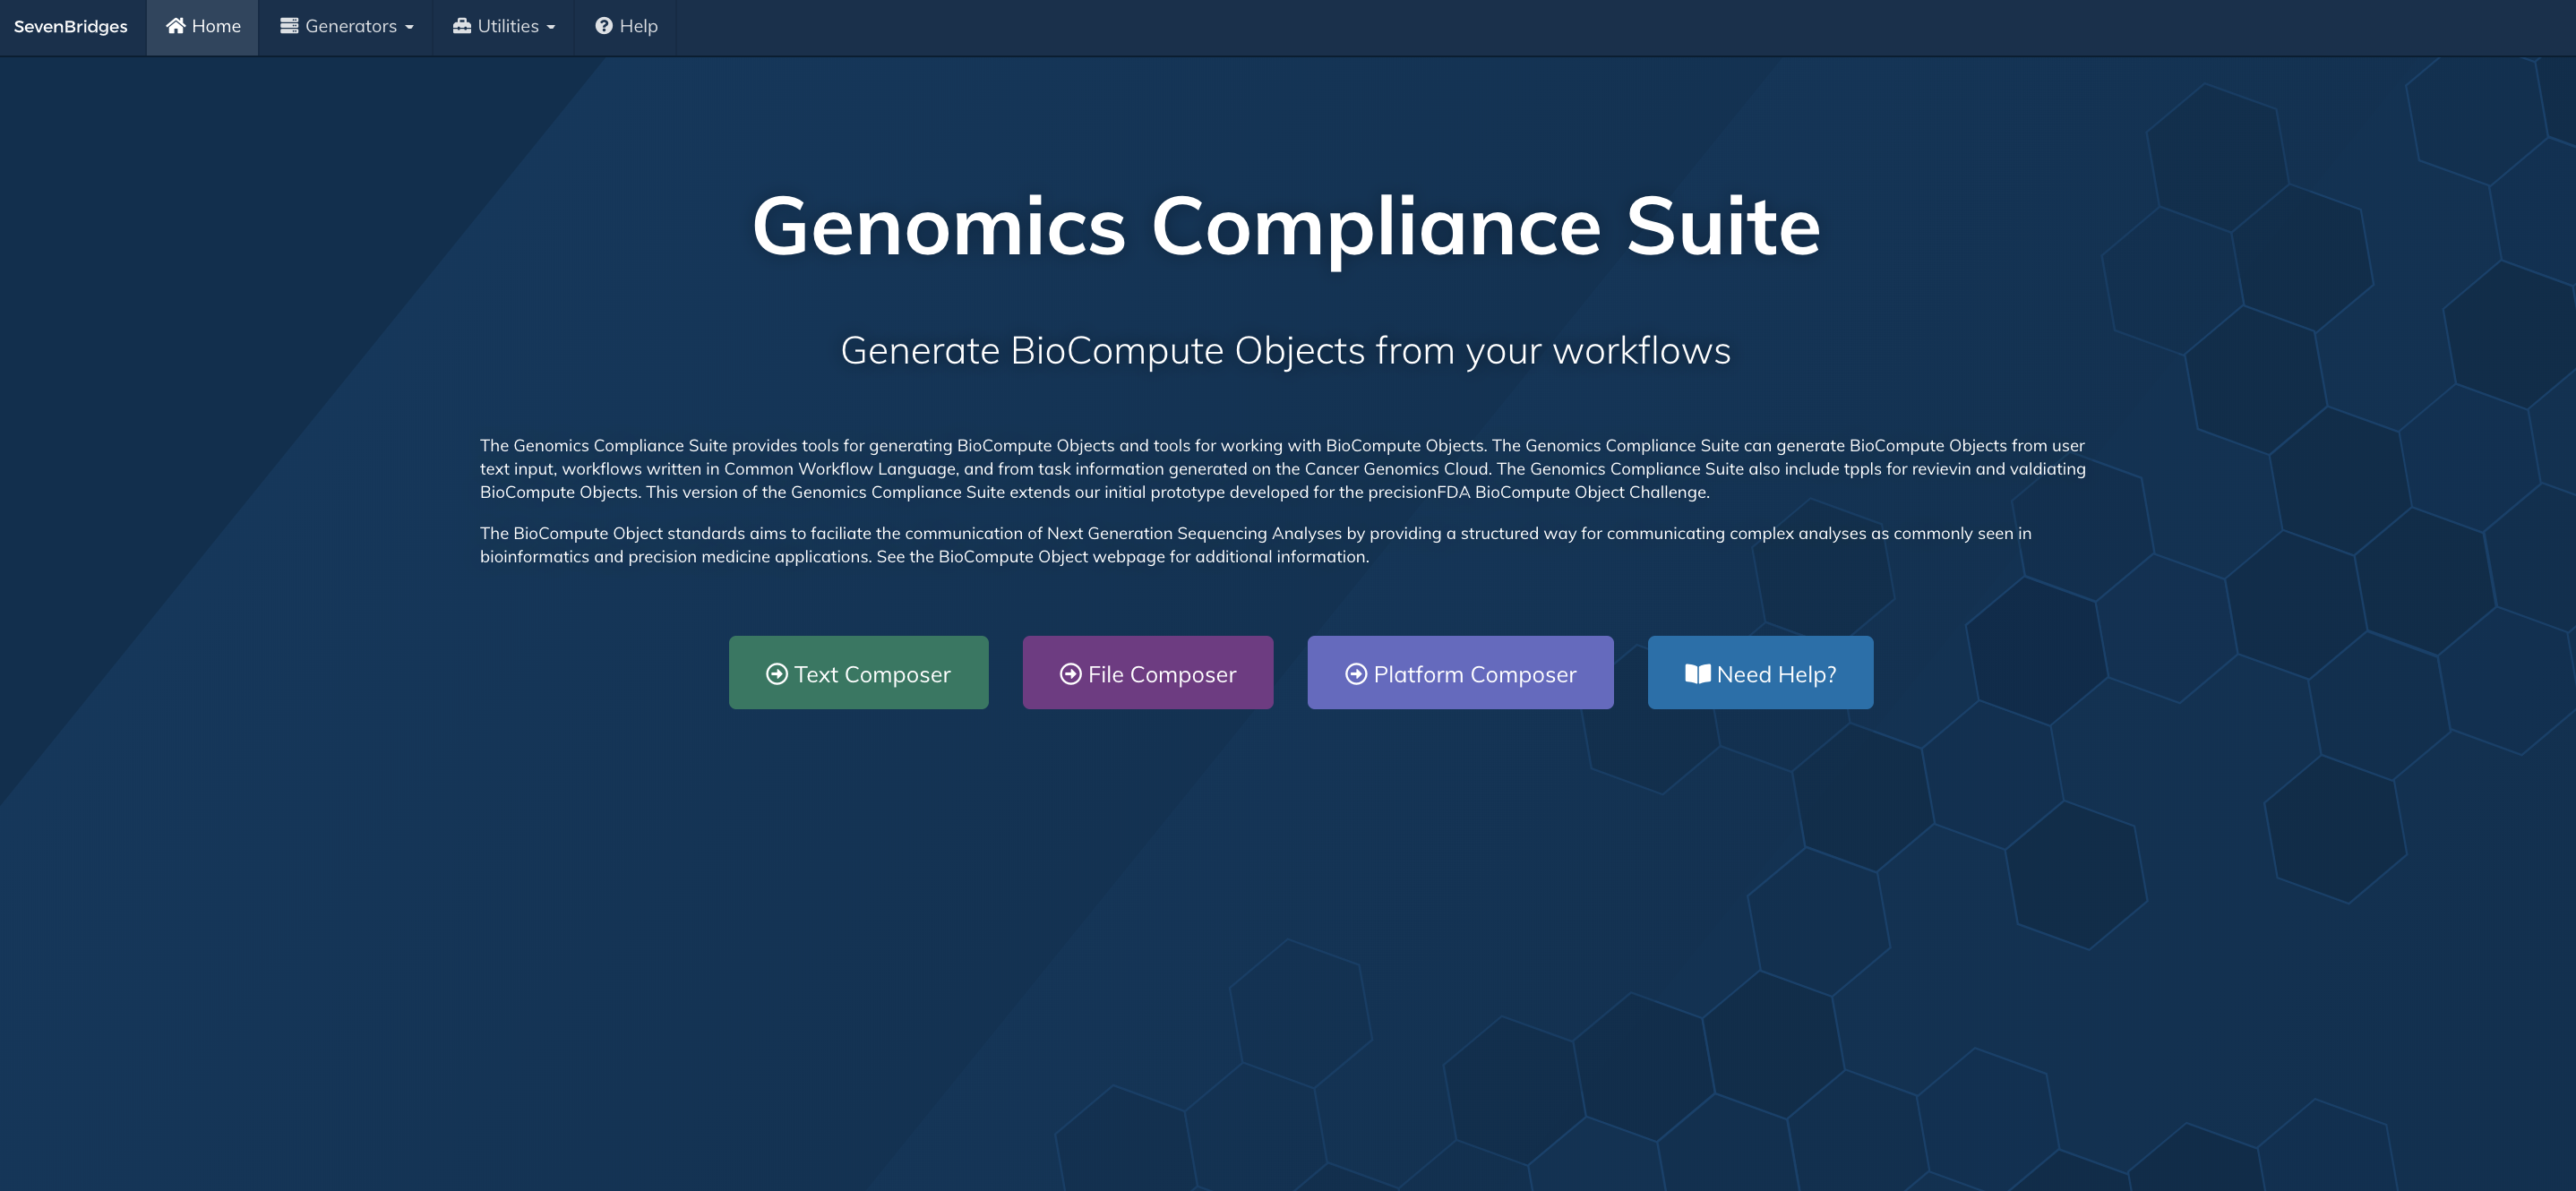 SevenBridges
Home
Generators
Utilities
Help
Genomics Compliance Suite
Generate BioCompute Objects from your workflows
The Genomics Compliance Suite provides tools for generating BioCompute Objects and tools for working with BioCompute Objects. The Genomics Compliance Suite can generate BioCompute Objects from user
text input, workflows written in Common Workflow Language, and from task information generated on the Cancer Genomics Cloud. The Genomics Compliance Suite also include tppls for revievin and valdiating
BioCompute Objects. This version of the Genomics Compliance Suite extends our initial prototype developed for the precisionFDA BioCompute Object Challenge.
The BioCompute Object standards aims to faciliate the communication of Next Generation Sequencing Analyses by providing a structured way for communicating complex analyses as commonly seen in
bioinformatics and precision medicine applications. See the BioCompute Object webpage for additional information.
Text Composer
File Composer
Platform Composer
Need Help?